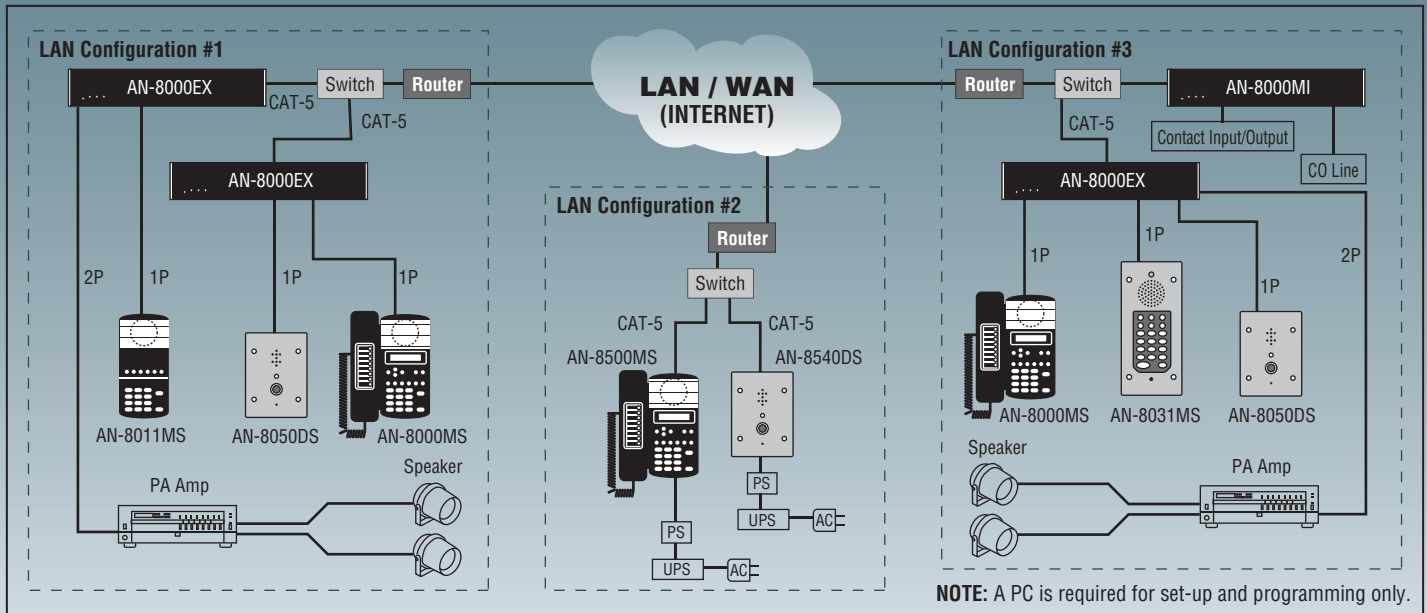 LAN Configuration #1
AN-8000EX
CAT-5
Switch
Router
CAT-5
AN-8000EX
2P
1P
1P
1P
AN-8011MS
AN-8050DS
AN-8000MS
PA Amp
Speaker
LAN / WAN
(INTERNET)
LAN Configuration #2
Router
Switch
CAT-5
CAT-5
AN-8500MS
AN-8540DS
PS
UPS
AC
PS
UPS
AC
LAN Configuration #3
Router
Switch
AN-8000MI
CAT-5
Contact Input/Output
CO Line
AN-8000EX
1P
1P
1P
2P
AN-8000MS
AN-8031MS
AN-8050DS
Speaker
PA Amp
NOTE: A PC is required for set-up and programming only.